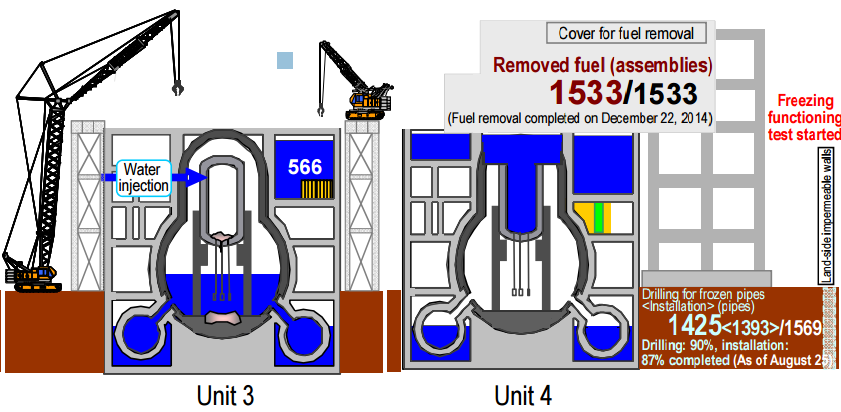 Cover for fuel removal
Removed fuel (assemblies)
1533/1533
(Fuel removal completed on December 22, 2014)
Freezing
functioning
test started
Water
injection
566
Land-side impermeable walls
Drilling for frozen pipes
<Installation> (pipes)
1425<1393>/1569
Drilling: 90%, installation:
87% completed (As of August 25)
Unit 3
Unit 4